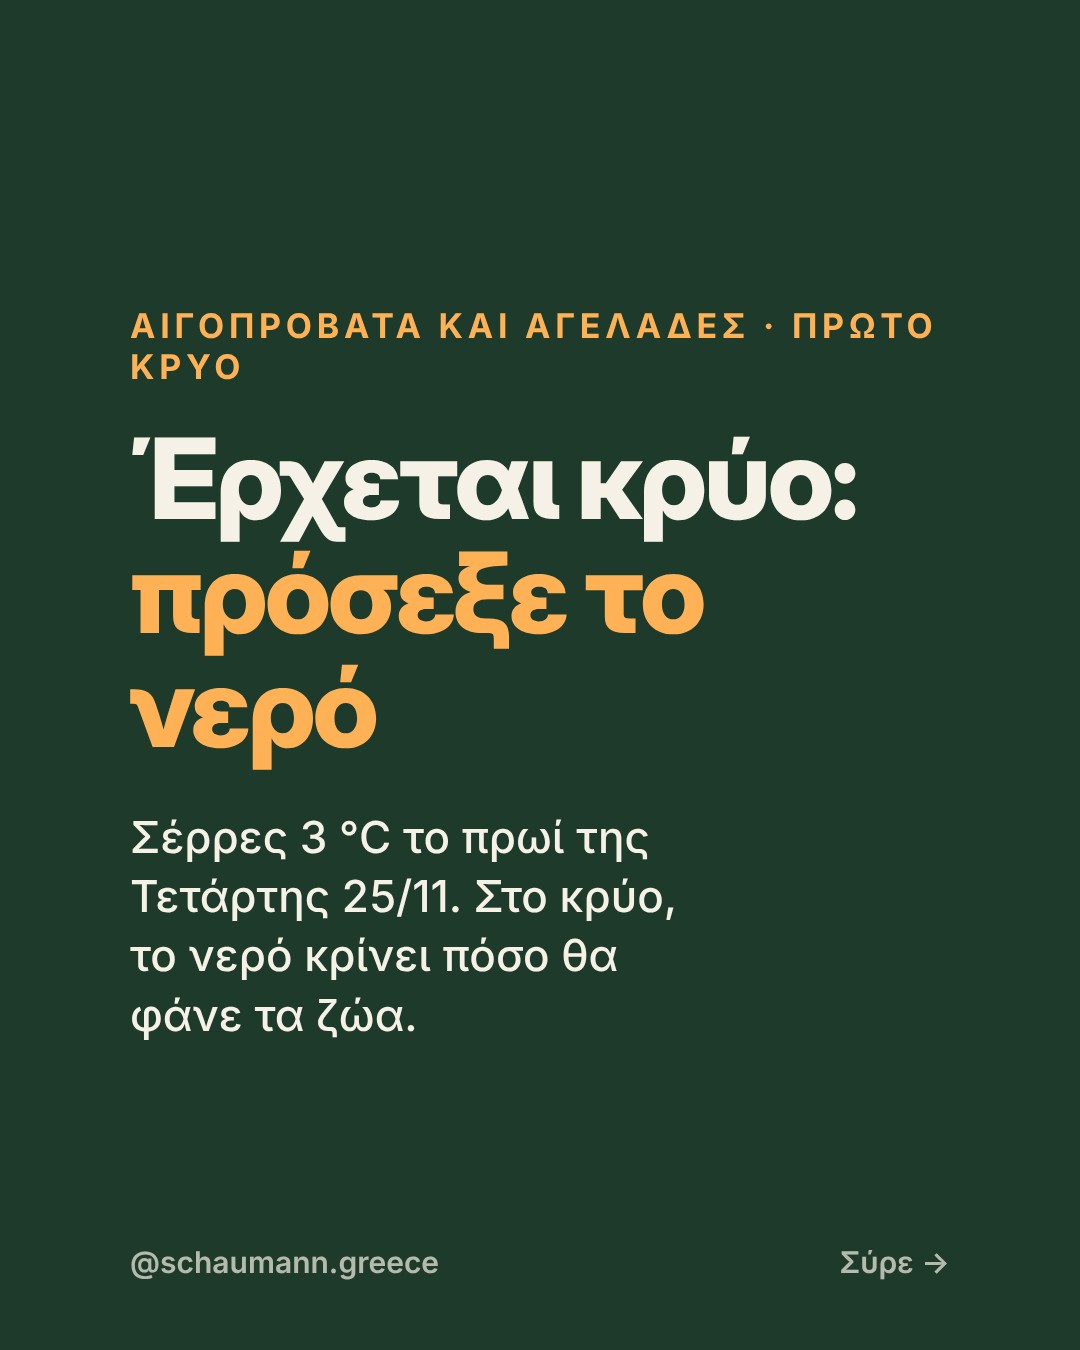 ΑΙΓΟΠΡΟΒΑΤΑ ΚΑΙ ΑΓΕΛΑΔΕΣ · ΠΡΩΤΟ
ΚΡΥΟ
Έρχεται κρύο:
πρόσεξε το
νερό
Σέρρες 3 °C το πρωί της
Τετάρτης 25/11. Στο κρύο,
το νερό κρίνει πόσο θα
φάνε τα ζώα.
@schaumann.greece
Σύρε →